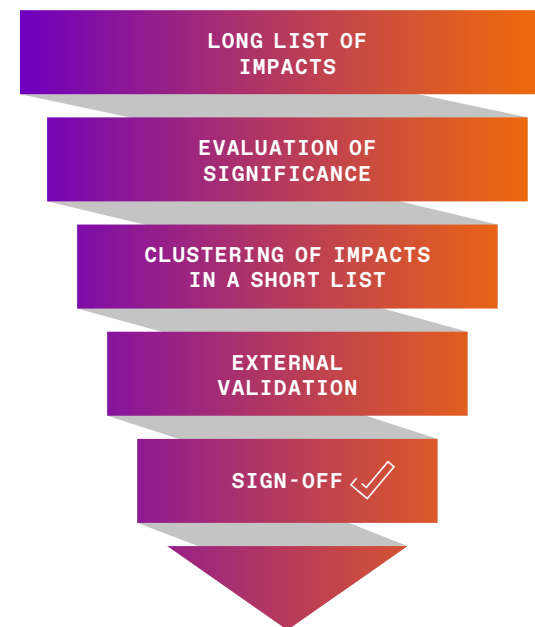 LONG LIST OF
IMPACTS
EVALUATION OF
SIGNIFICANCE
CLUSTERING OF IMPACTS
IN A SHORT LIST
EXTERNAL
VALIDATION
SIGN-OFF